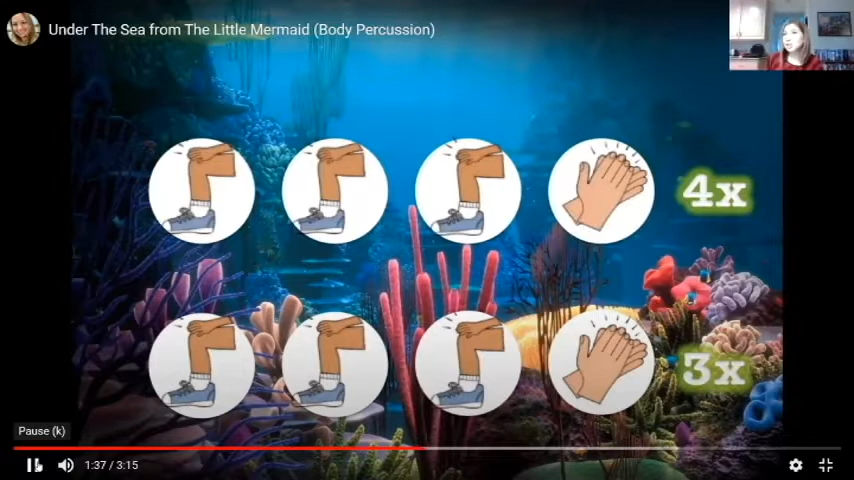 Under The Sea from The Little Mermaid (Body Percussion)
4x
3x
Pause (k)
1:37 / 3:15